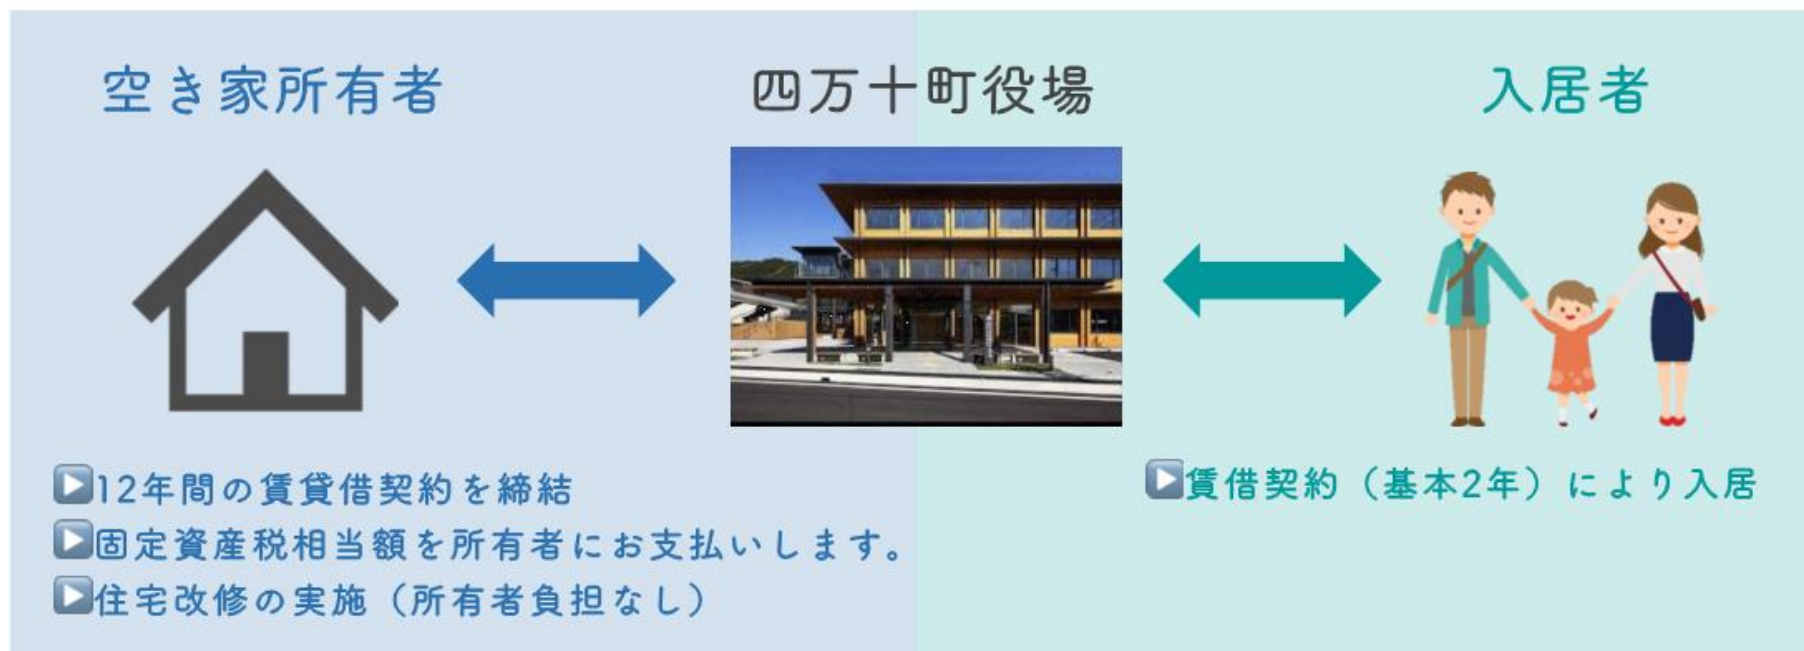 空き家所有者
四万十町役場
入居者
12年間の賃貸借契約を締結
固定資産税相当額を所有者にお支払いします。
住宅改修の実施（所有者負担なし）
賃借契約（基本2年）により入居